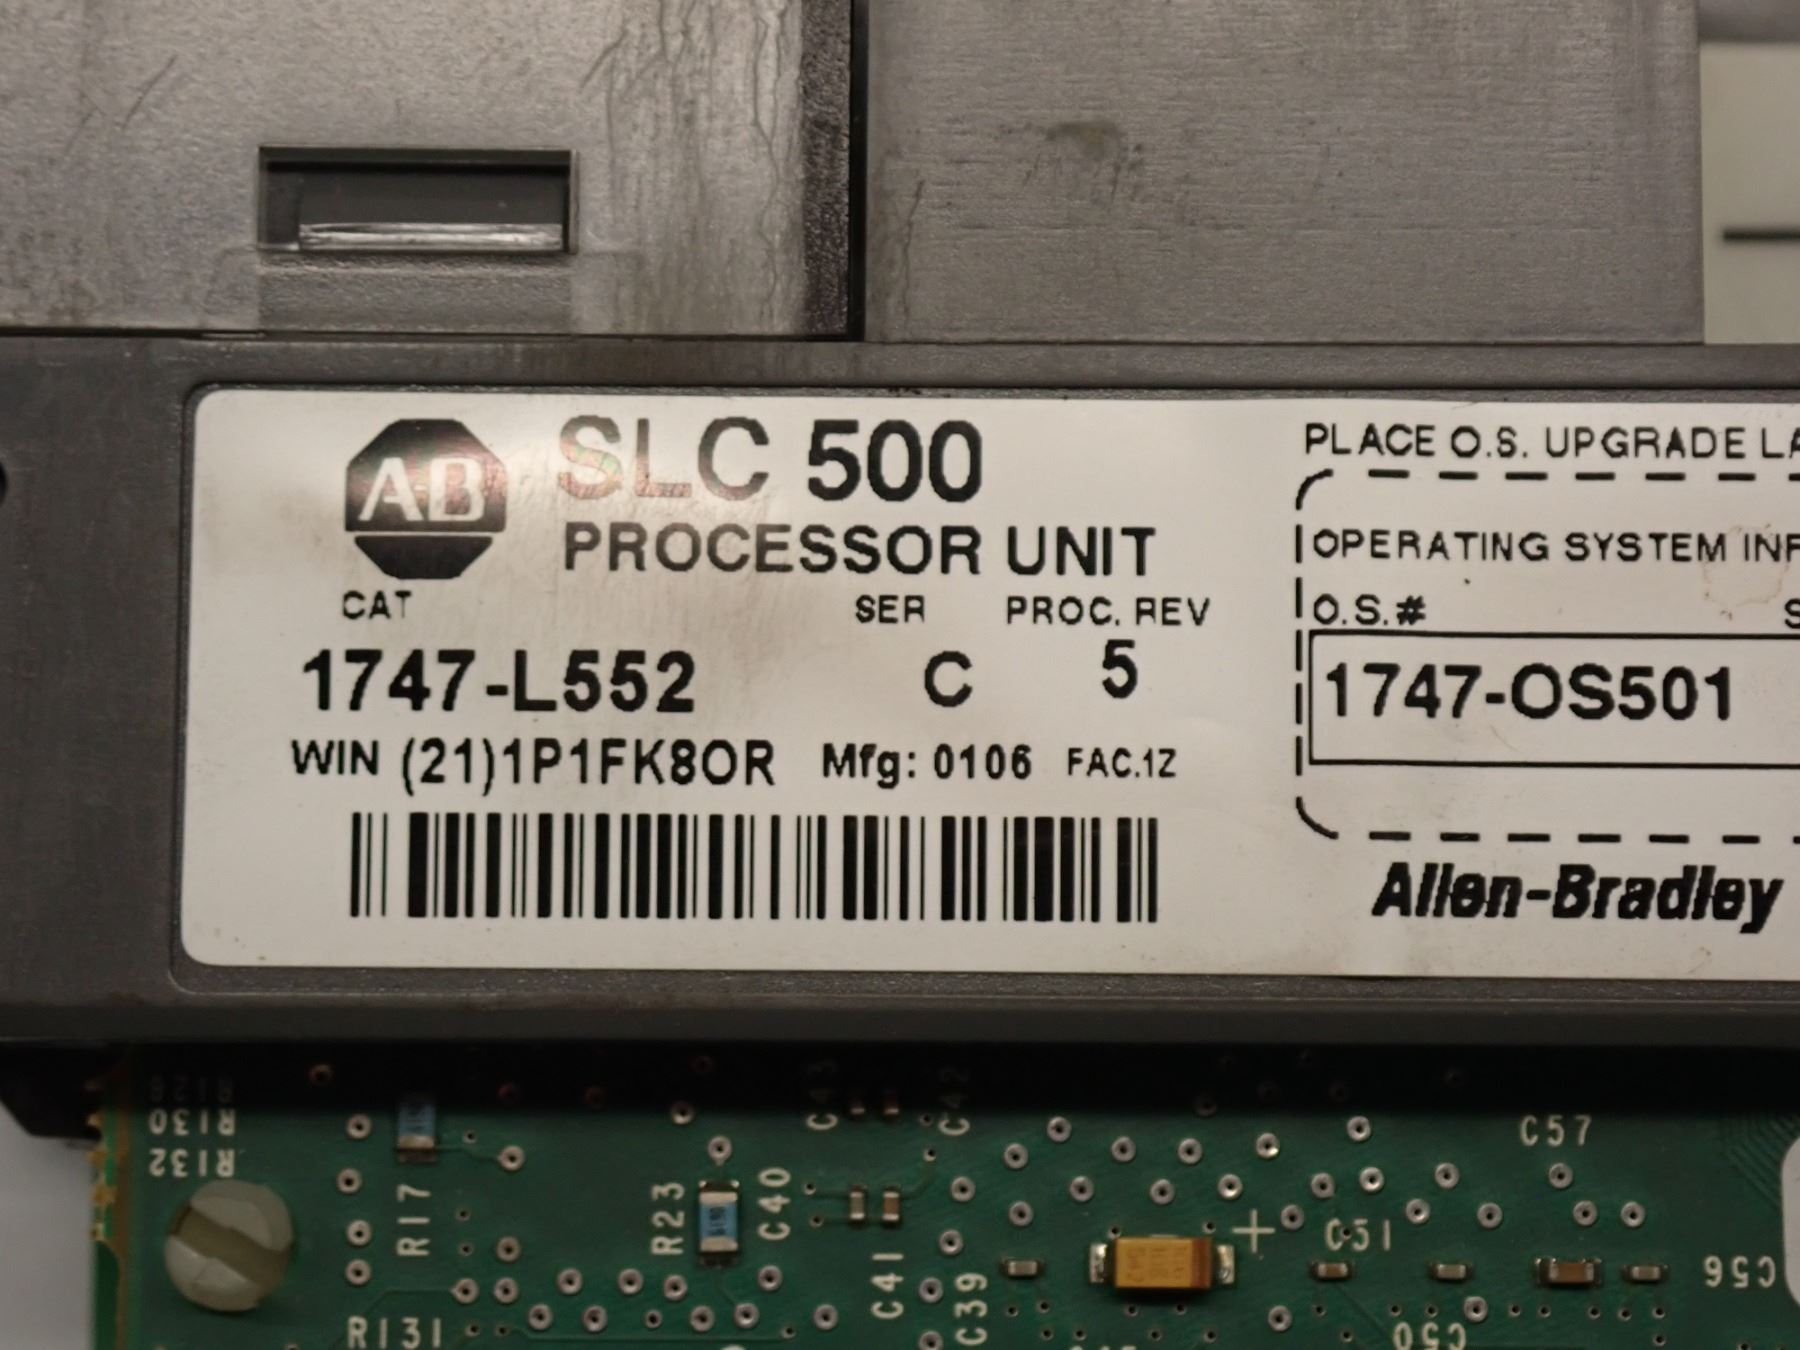 A-B
SLC 500
PROCESSOR UNIT
CAT SER PROC. REV
1747-L552 C 5
WIN (21)1P1FK8OR Mfg: 0106 FAC.1Z
PLACE O.S. UPGRADE LA
OPERATING SYSTEM INF
O.S.# S
1747-OS501
Allen-Bradley
R130
R132
R17
R23
C40
C43
C42
C41
C39
R131
C57
C51
C56
C50